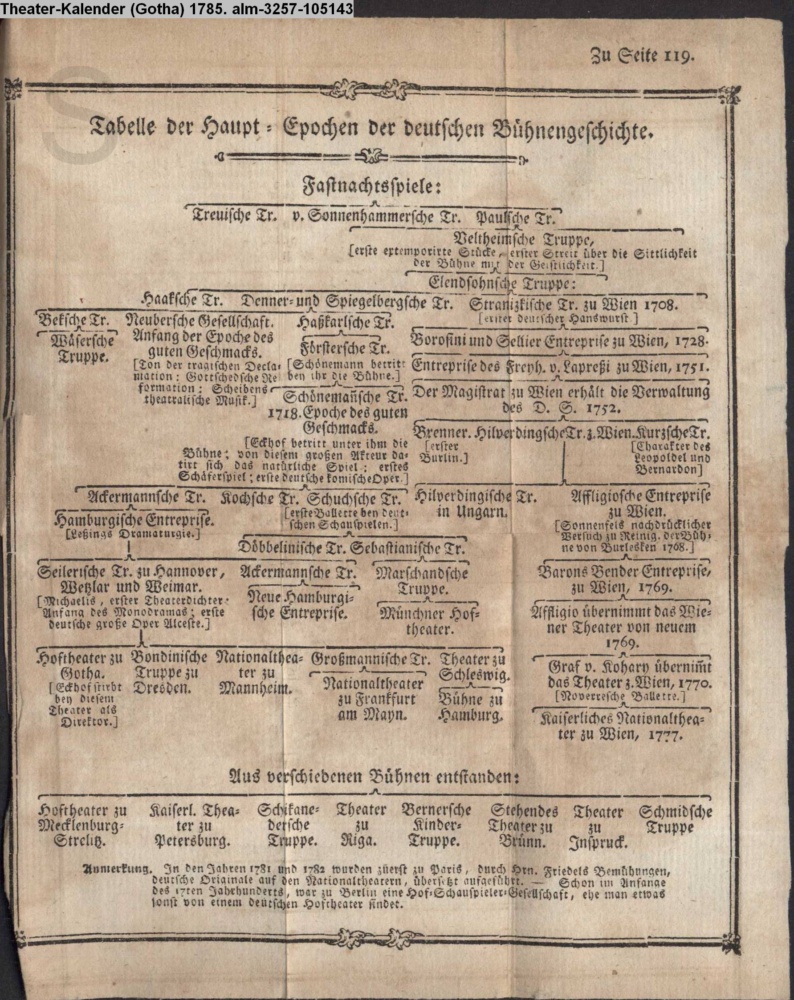 Theater-Kalender (Gotha) 1785. alm-3257-105143
Zu Seite 119.
Tabelle der Haupt-Epochen der deutschen Bühnengeschichte.
Fastnachtsspiele:
Treuische Tr. v. Sonnenhammersche Tr. Paulsche Tr.
Veltheimsche Truppe,
[erste extemporirte Stücke, erster Streit über die Sittlichkeit
der Bühne mit der Geistlichkeit.]
Elendsohnsche Truppe:
Haaksche Tr. Denner- und Spiegelbergsche Tr. Stranizkische Tr. zu Wien 1708.
[erster deutscher Hanswurst]
Beksche Tr. Neubersche Gesellschaft. Haßkarlsche Tr.
Wäsersche
Truppe.
Anfang der Epoche des
guten Geschmacks.
[Ton der tragischen Decla-
mation; Gottschedsche Re-
formation; Scheibens
theatralische Musik.]
Förstersche Tr.
[Schönemann betritt
bey ihr die Bühne.]
Borosini und Sellier Entreprise zu Wien, 1728.
Entreprise des Freyh. v. Lapreßi zu Wien, 1751.
Der Magistrat zu Wien erhält die Verwaltung
des D. S. 1752.
Schönemañsche Tr.
1718. Epoche des guten
Geschmacks.
[Eckhof betritt unter ihm die
Bühne; von diesem großen Akteur da-
tirt sich das natürliche Spiel; erstes
Schäferspiel; erste deutsche komische Oper.]
Brenner. Hilverdingsche Tr. z. Wien. Kurzsche Tr.
[erster
Burlin.]
[Charakter des
Leopoldel und
Bernardon]
Ackermannsche Tr. Kochsche Tr. Schuchsche Tr.
[erste Ballette bey deut-
schen Schauspielen.]
Hilverdingische Tr.
in Ungarn.
Affligiosche Entreprise
zu Wien.
[Sonnenfels nachdrücklicher
Versuch zu Reinig. der Büh-
ne von Burlesken 1768.]
Hamburgische Entreprise.
[Leßings Dramaturgie.]
Döbbelinische Tr. Sebastianische Tr.
Seilerische Tr. zu Hannover,
Wetzlar und Weimar.
[Michaelis, erster Theaterdichter;
Anfang des Monodramas; erste
deutsche große Oper Alceste.]
Ackermannsche Tr.
Neue Hamburgi-
sche Entreprise.
Marschandsche
Truppe.
Münchner Hof-
theater.
Barons Bender Entreprise,
zu Wien, 1769.
Affligio übernimmt das Wie-
ner Theater von neuem
1769.
Graf v. Kohary übernim̃t
das Theater z. Wien, 1770.
[Noverresche Ballette.]
Kaiserliches Nationalthea-
ter zu Wien, 1777.
Hoftheater zu
Gotha.
[Eckhof stirbt
bey diesem
Theater als
Direktor.]
Bondinische
Truppe zu
Dresden.
Nationalthea-
ter zu
Mannheim.
Großmannische Tr.
Nationaltheater
zu Frankfurt
am Mayn.
Theater zu
Schleswig.
Bühne zu
Hamburg.
Aus verschiedenen Bühnen entstanden:
Hoftheater zu
Mecklenburg-
Strelitz.
Kaiserl. Thea-
ter zu
Petersburg.
Schikane-
dersche
Truppe.
Theater
zu
Riga.
Bernersche
Kinder-
Truppe.
Stehendes
Theater zu
Brünn.
Theater
zu
Inspruck.
Schmidsche
Truppe
Anmerkung. In den Jahren 1781 und 1782 wurden züerst zu Paris, durch Hrn. Friedels Bemühungen,
deutsche Originale auf den Nationaltheatern, übersetzt aufgeführt. — Schon im Anfange
des 17ten Jahrhunderts, war zu Berlin eine Hof-Schauspieler-Gesellschaft, ehe man etwas
sonst von einem deutschen Hoftheater findet.